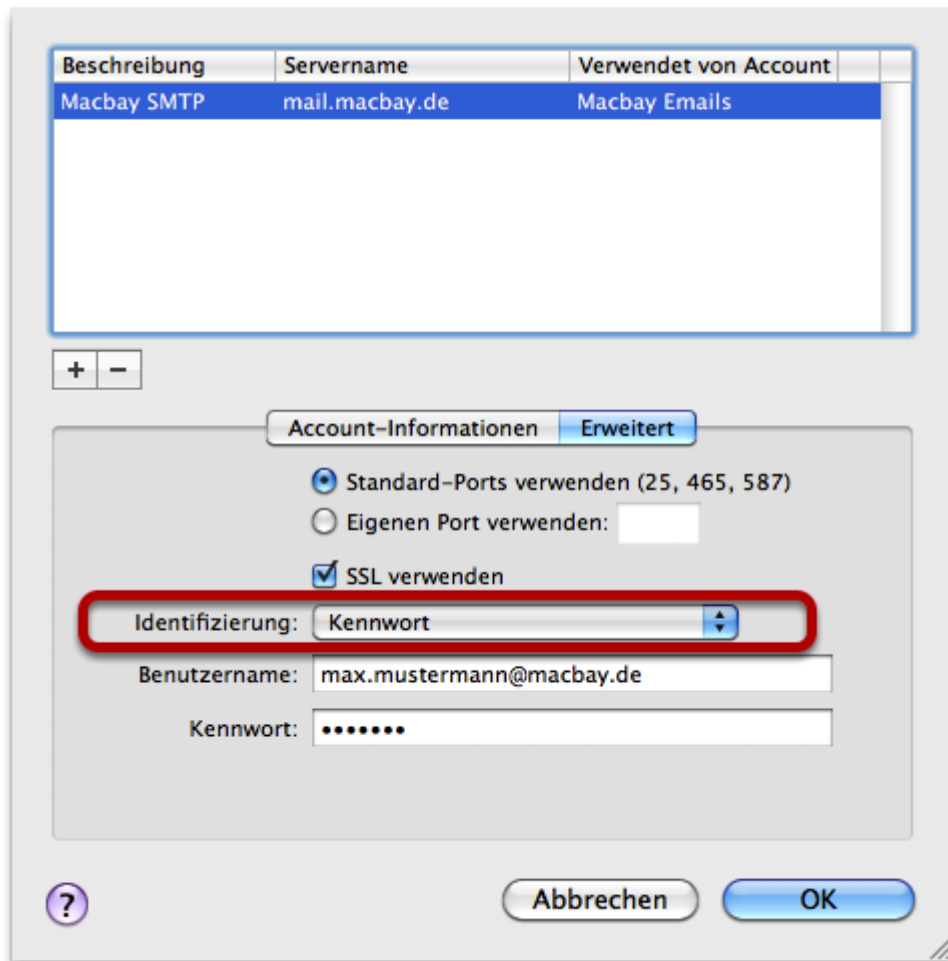 Beschreibung Servername Verwendet von Account
Macbay SMTP mail.macbay.de Macbay Emails
+ −
Account-Informationen Erweitert
Standard-Ports verwenden (25, 465, 587)
Eigenen Port verwenden:
SSL verwenden
Identifizierung: Kennwort
Benutzername: max.mustermann@macbay.de
Kennwort: •••••••
? Abbrechen OK